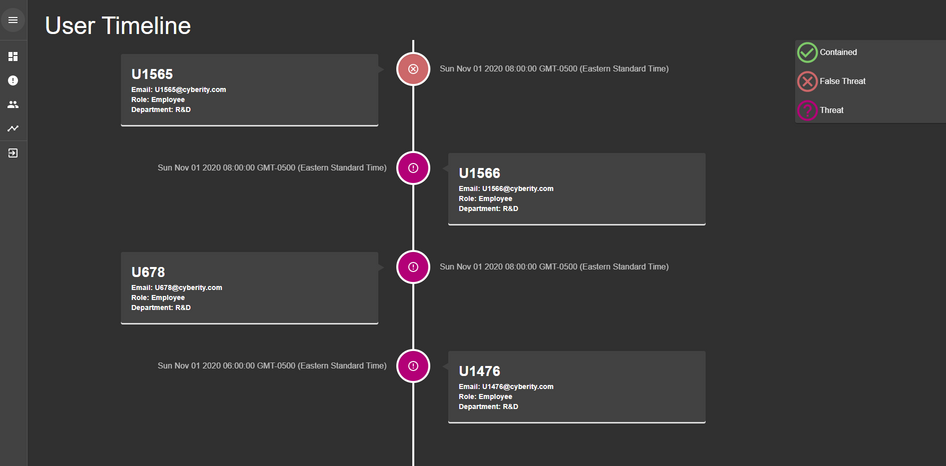 User Timeline
U1565
Email: U1565@cyberity.com
Role: Employee
Department: R&D
Sun Nov 01 2020 08:00:00 GMT-0500 (Eastern Standard Time)
Contained
False Threat
Threat
Sun Nov 01 2020 08:00:00 GMT-0500 (Eastern Standard Time)
U1566
Email: U1566@cyberity.com
Role: Employee
Department: R&D
U678
Email: U678@cyberity.com
Role: Employee
Department: R&D
Sun Nov 01 2020 08:00:00 GMT-0500 (Eastern Standard Time)
Sun Nov 01 2020 06:00:00 GMT-0500 (Eastern Standard Time)
U1476
Email: U1476@cyberity.com
Role: Employee
Department: R&D